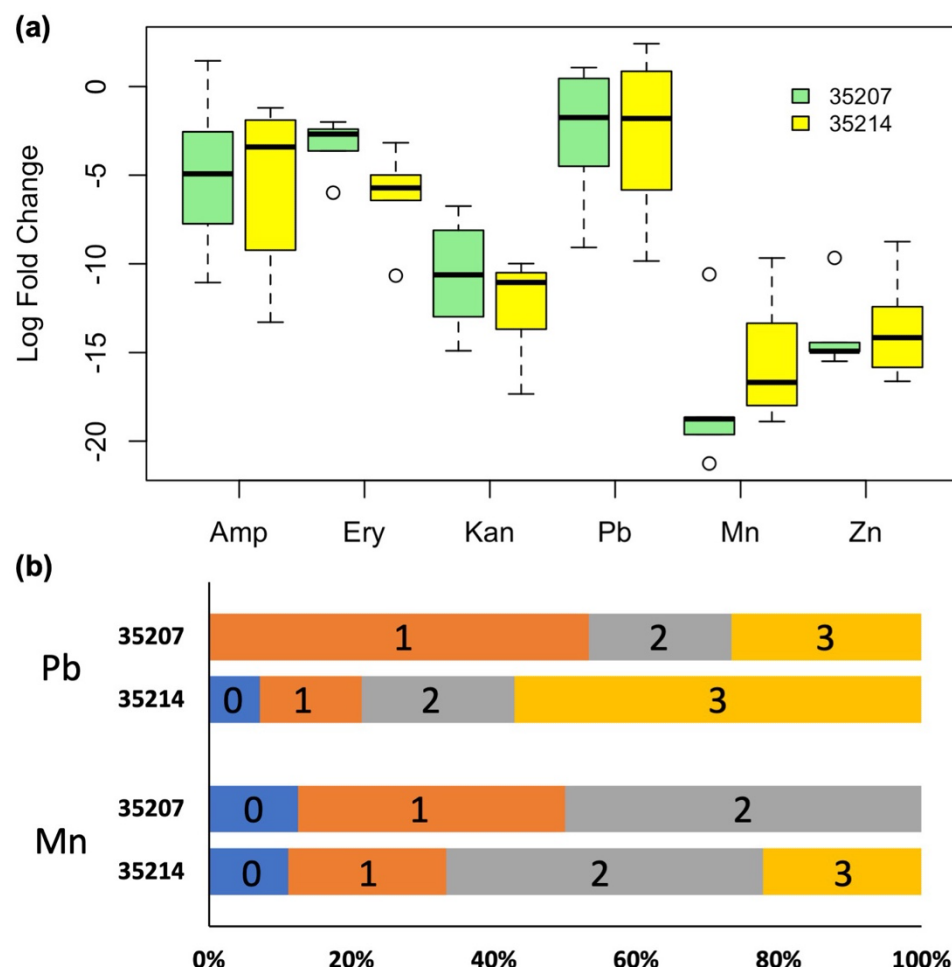 (a)
Log Fold Change
0
-5
-10
-15
-20
35207
35214
Amp Ery Kan Pb Mn Zn
(b)
Pb
35207 1 2 3
35214 0 1 2 3
Mn
35207 0 1 2
35214 0 1 2 3
0% 20% 40% 60% 80% 100%